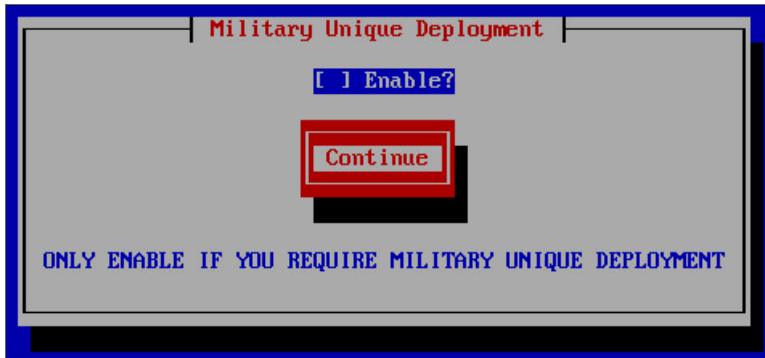 Military Unique Deployment
[ ] Enable?
Continue
ONLY ENABLE IF YOU REQUIRE MILITARY UNIQUE DEPLOYMENT